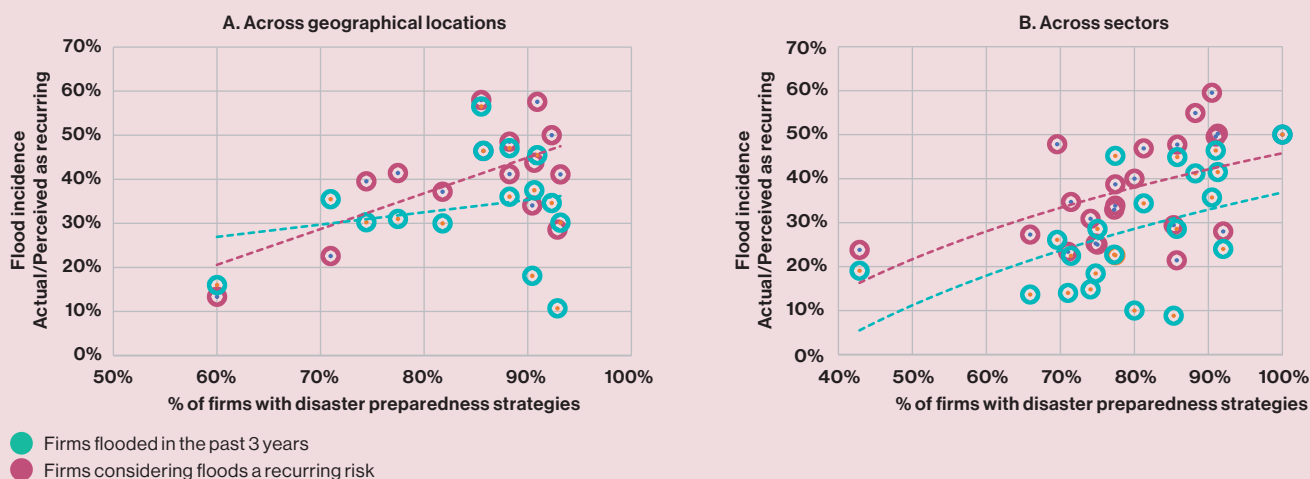 A. Across geographical locations
70%
60%
50%
40%
30%
20%
10%
0%
Flood incidence
Actual/Perceived as recurring
50%
60%
70%
80%
90%
100%
% of firms with disaster preparedness strategies
B. Across sectors
70%
60%
50%
40%
30%
20%
10%
0%
Flood incidence
Actual/Perceived as recurring
40%
50%
60%
70%
80%
90%
100%
% of firms with disaster preparedness strategies
Firms flooded in the past 3 years
Firms considering floods a recurring risk